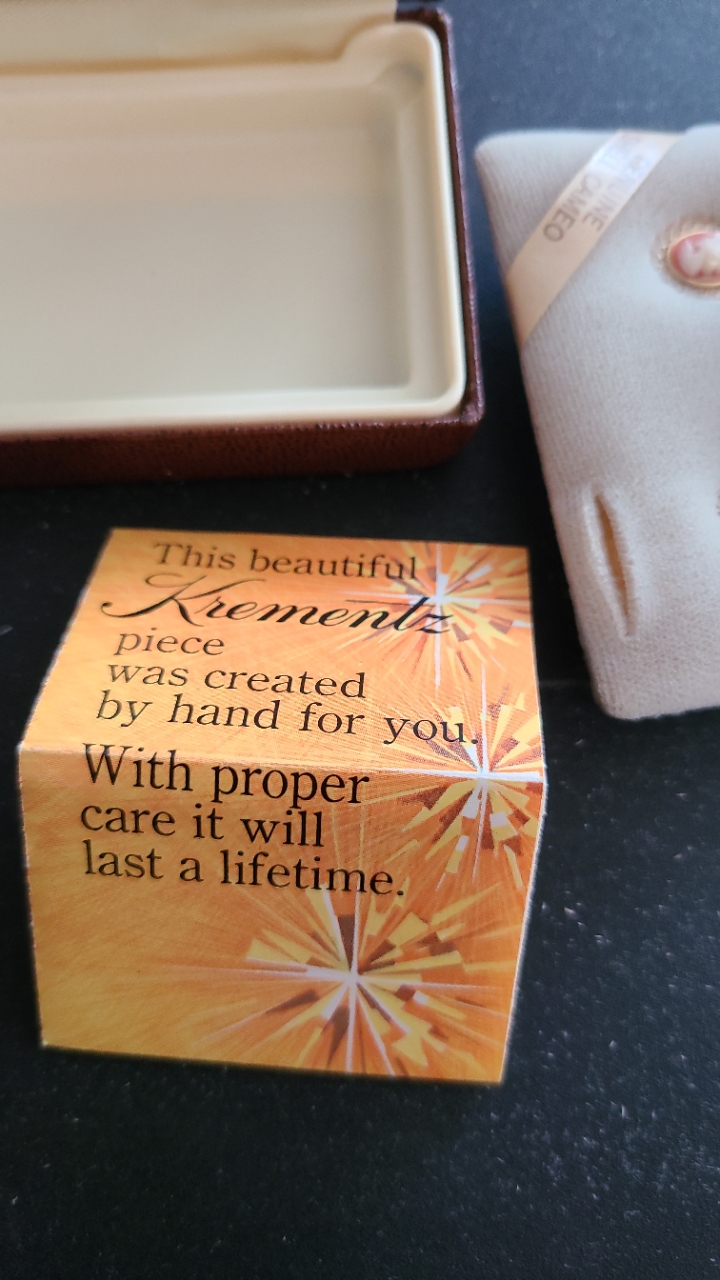 CAMEO
This beautiful
Krementz
piece
was created
by hand for you.
With proper
care it will
last a lifetime.